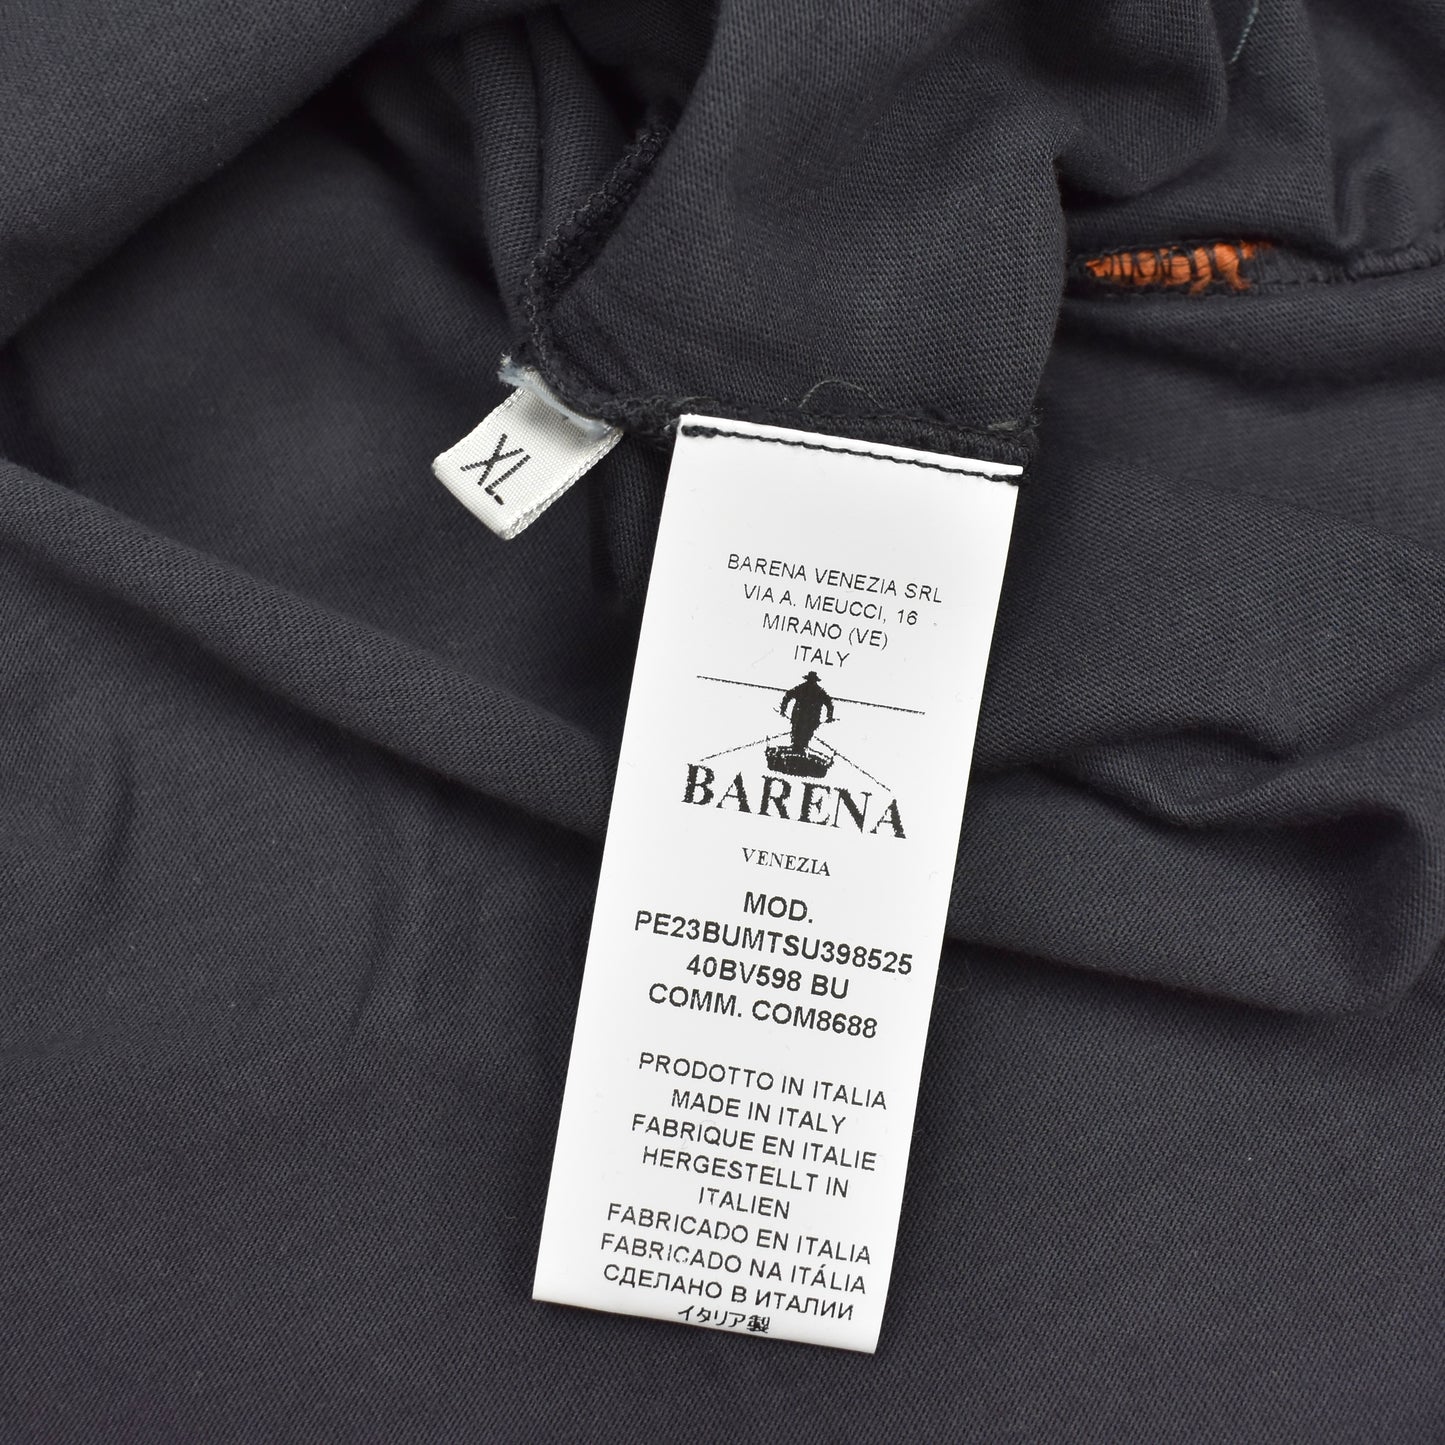 XL
BARENA VENEZIA SRL
VIA A. MEUCCI, 16
MIRANO (VE)
ITALY
BARENA
VENEZIA
MOD.
PE23BUMTSU398525
40BV598 BU
COMM. COM8688
PRODOTTO IN ITALIA
MADE IN ITALY
FABRIQUE EN ITALIE
HERGESTELLT IN
ITALIEN
FABRICADO EN ITALIA
FABRICADO NA ITÁLIA
СДЕЛАНО В ИТАЛИИ
イタリア製